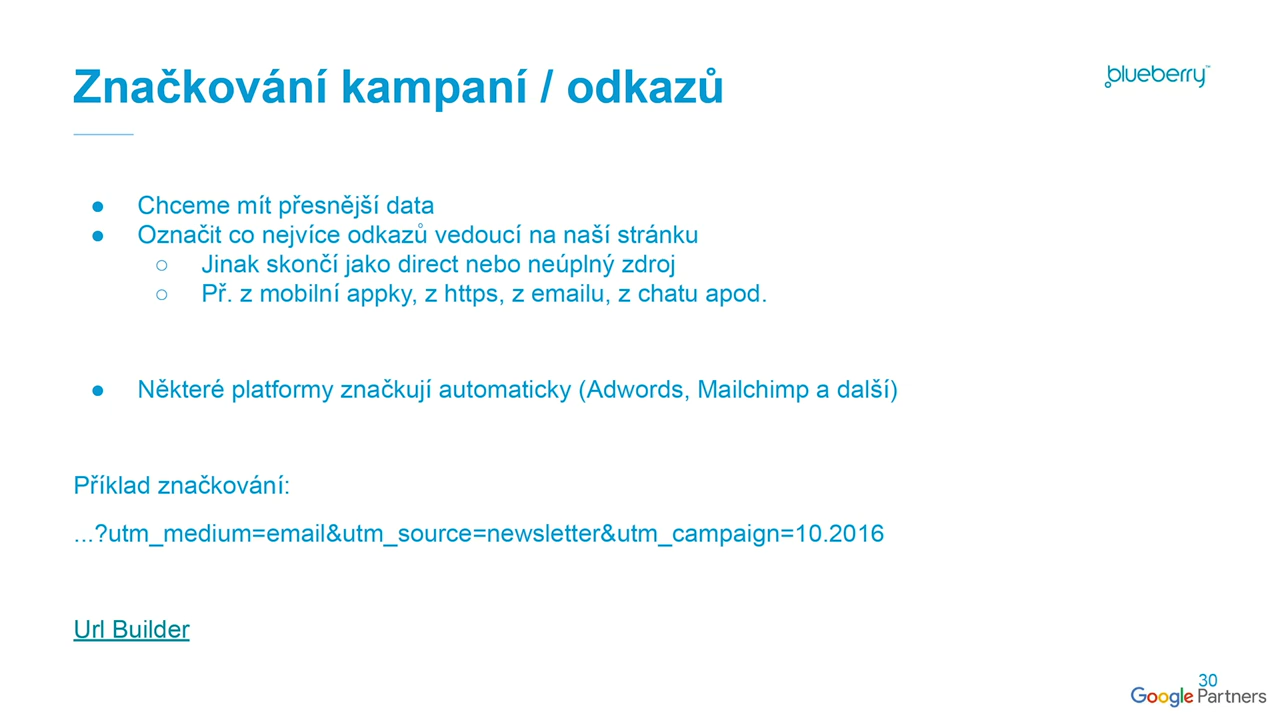 Značkování kampaní / odkazů
blueberry™
● Chceme mít přesnější data
● Označit co nejvíce odkazů vedoucí na naší stránku
○ Jinak skončí jako direct nebo neúplný zdroj
○ Př. z mobilní appky, z https, z emailu, z chatu apod.
● Některé platformy značkují automaticky (Adwords, Mailchimp a další)
Příklad značkování:
...?utm_medium=email&utm_source=newsletter&utm_campaign=10.2016
Url Builder
30
Google Partners